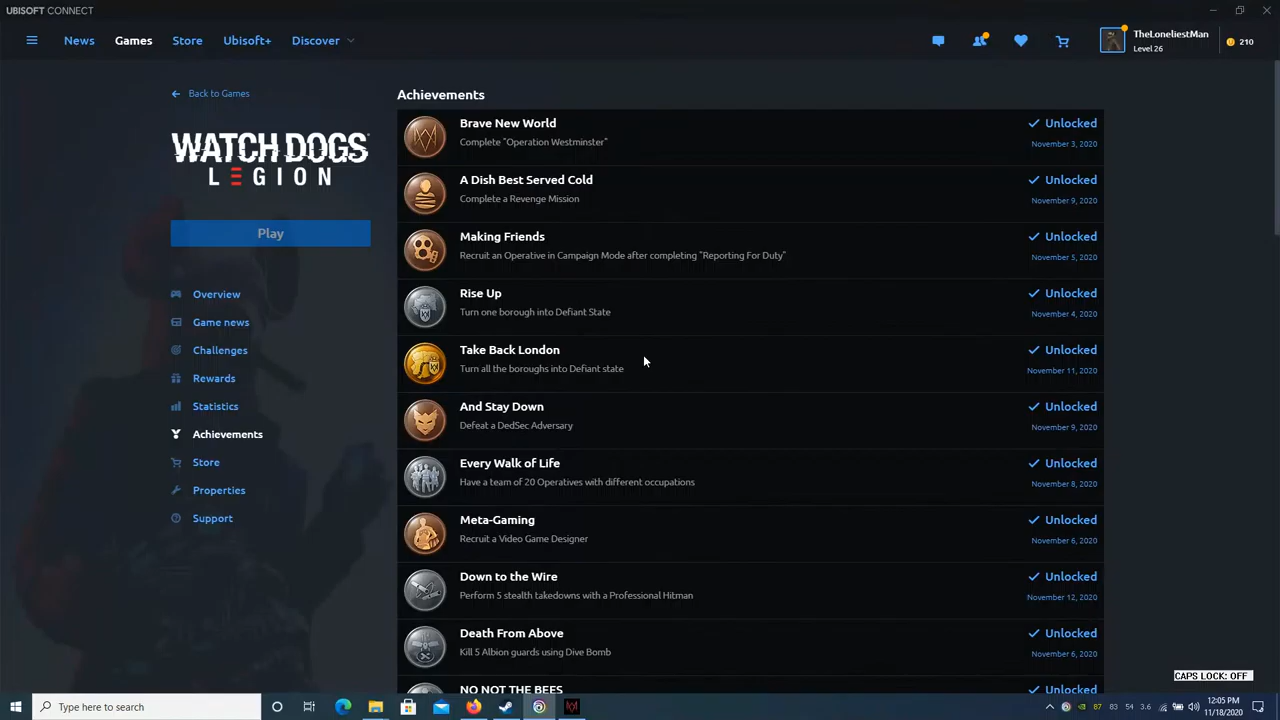 UBISOFT CONNECT
News
Games
Store
Ubisoft+
Discover
TheLoneliestMan
Level 26
210
Back to Games
WATCH DOGS
LEGION
Play
Overview
Game news
Challenges
Rewards
Statistics
Achievements
Store
Properties
Support
Achievements
Brave New World
Complete "Operation Westminster"
Unlocked
November 3, 2020
A Dish Best Served Cold
Complete a Revenge Mission
Unlocked
November 9, 2020
Making Friends
Recruit an Operative in Campaign Mode after completing "Reporting For Duty"
Unlocked
November 5, 2020
Rise Up
Turn one borough into Defiant State
Unlocked
November 4, 2020
Take Back London
Turn all the boroughs into Defiant state
Unlocked
November 11, 2020
And Stay Down
Defeat a DedSec Adversary
Unlocked
November 9, 2020
Every Walk of Life
Have a team of 20 Operatives with different occupations
Unlocked
November 8, 2020
Meta-Gaming
Recruit a Video Game Designer
Unlocked
November 6, 2020
Down to the Wire
Perform 5 stealth takedowns with a Professional Hitman
Unlocked
November 12, 2020
Death From Above
Kill 5 Albion guards using Dive Bomb
Unlocked
November 6, 2020
NO NOT THE BEES
Unlocked
CAPS LOCK: OFF
Type here to search
87 83 54 3.6
12:05 PM
11/18/2020